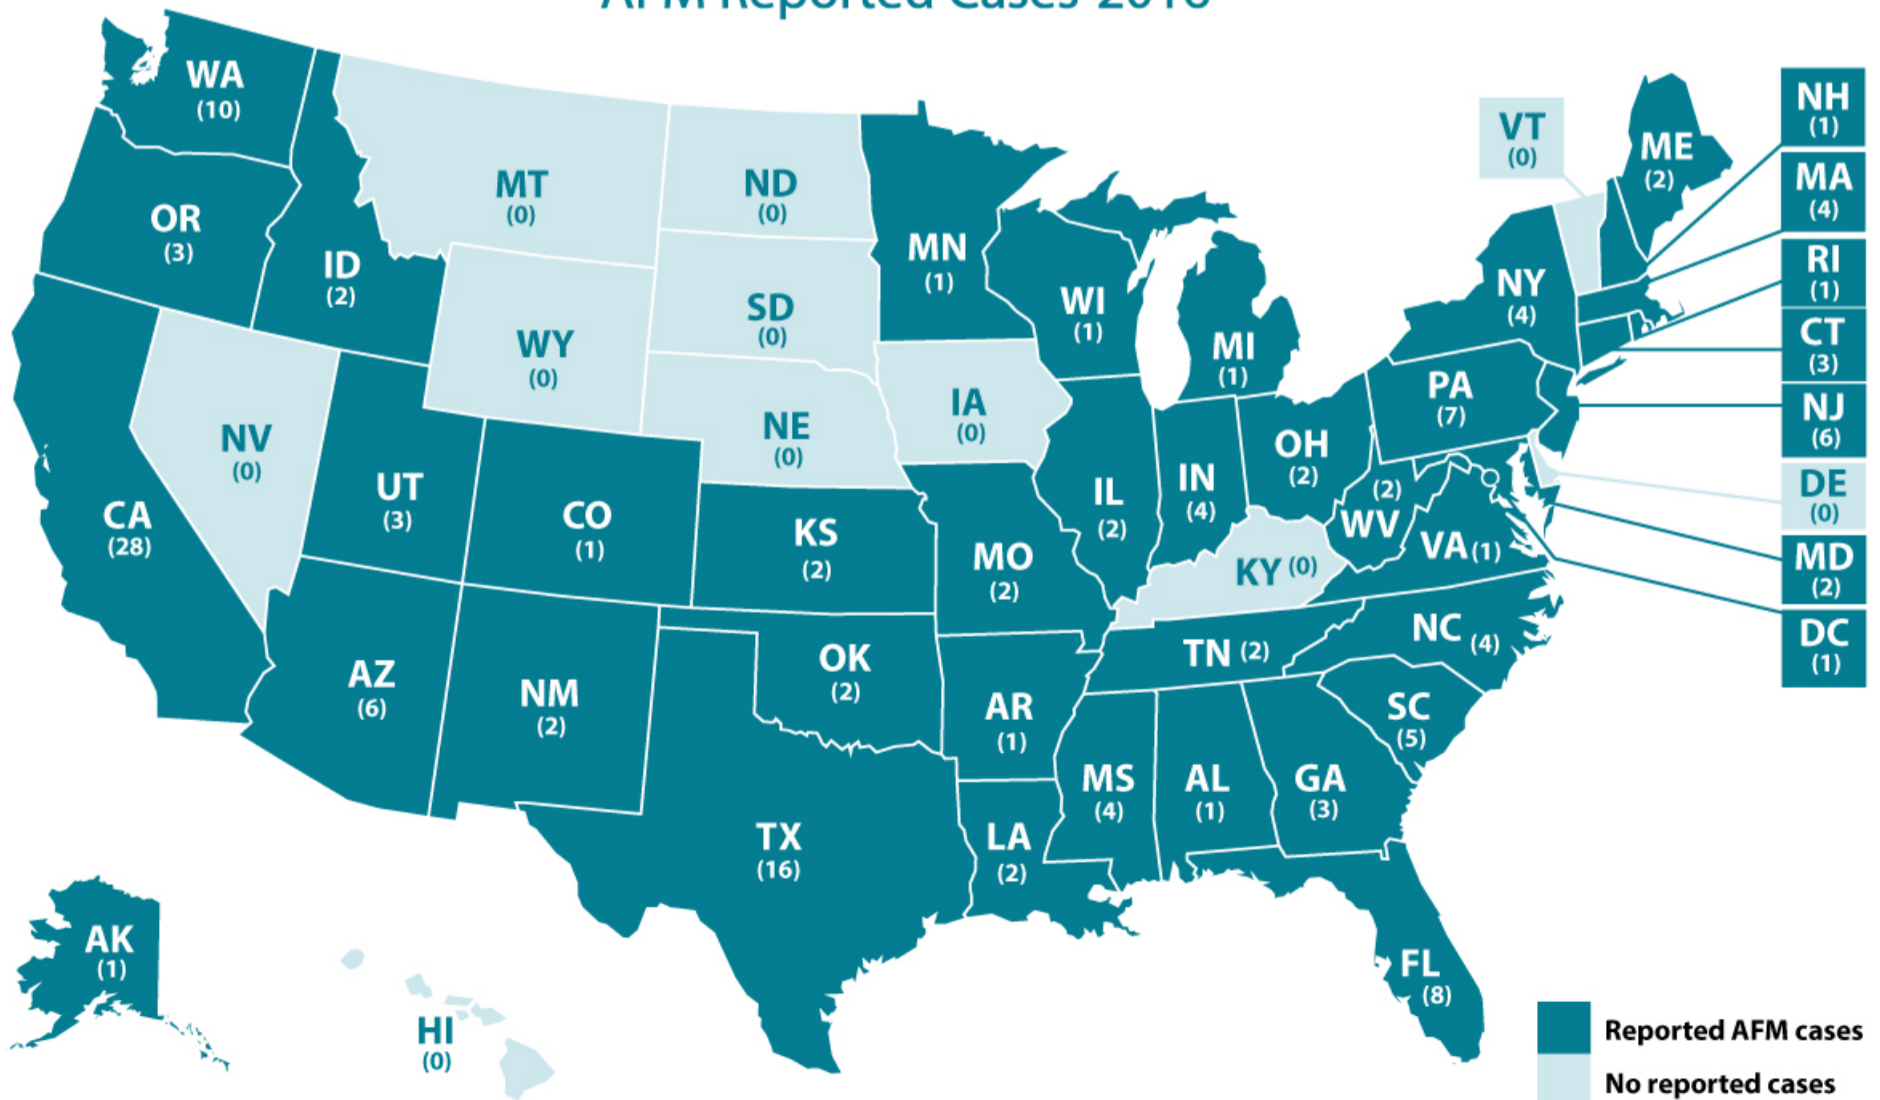 AFM Reported Cases 2016
WA
(10)
OR
(3)
ID
(2)
MT
(0)
ND
(0)
MN
(1)
WI
(1)
MI
(1)
VT
(0)
ME
(2)
NH
(1)
MA
(4)
RI
(1)
CT
(3)
NJ
(6)
DE
(0)
MD
(2)
DC
(1)
NY
(4)
PA
(7)
SD
(0)
WY
(0)
NE
(0)
IA
(0)
NV
(0)
CA
(28)
UT
(3)
CO
(1)
KS
(2)
MO
(2)
IL
(2)
IN
(4)
OH
(2)
(2)
WV
VA (1)
KY (0)
TN (2)
NC (4)
SC
(5)
AZ
(6)
NM
(2)
OK
(2)
AR
(1)
MS
(4)
AL
(1)
GA
(3)
TX
(16)
LA
(2)
FL
(8)
AK
(1)
HI
(0)
Reported AFM cases
No reported cases